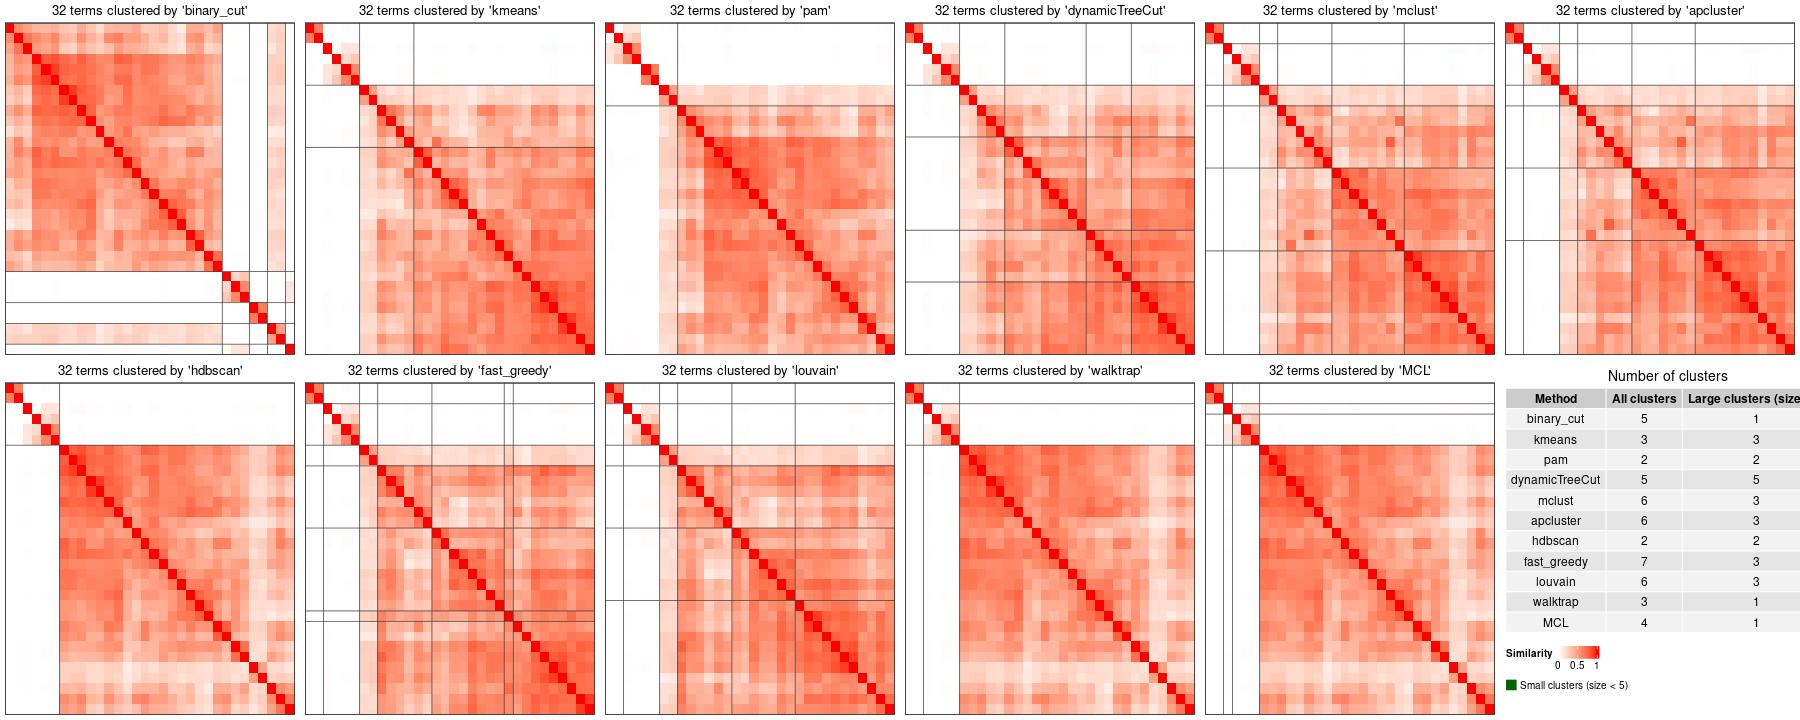 32 terms clustered by 'binary_cut'
32 terms clustered by 'kmeans'
32 terms clustered by 'pam'
32 terms clustered by 'dynamicTreeCut'
32 terms clustered by 'mclust'
32 terms clustered by 'apcluster'
32 terms clustered by 'hdbscan'
32 terms clustered by 'fast_greedy'
32 terms clustered by 'louvain'
32 terms clustered by 'walktrap'
32 terms clustered by 'MCL'
Number of clusters
Method All clusters Large clusters (size
binary_cut 5 1
kmeans 3 3
pam 2 2
dynamicTreeCut 5 5
mclust 6 3
apcluster 6 3
hdbscan 2 2
fast_greedy 7 3
louvain 6 3
walktrap 3 1
MCL 4 1
Similarity
0 0.5 1
Small clusters (size < 5)